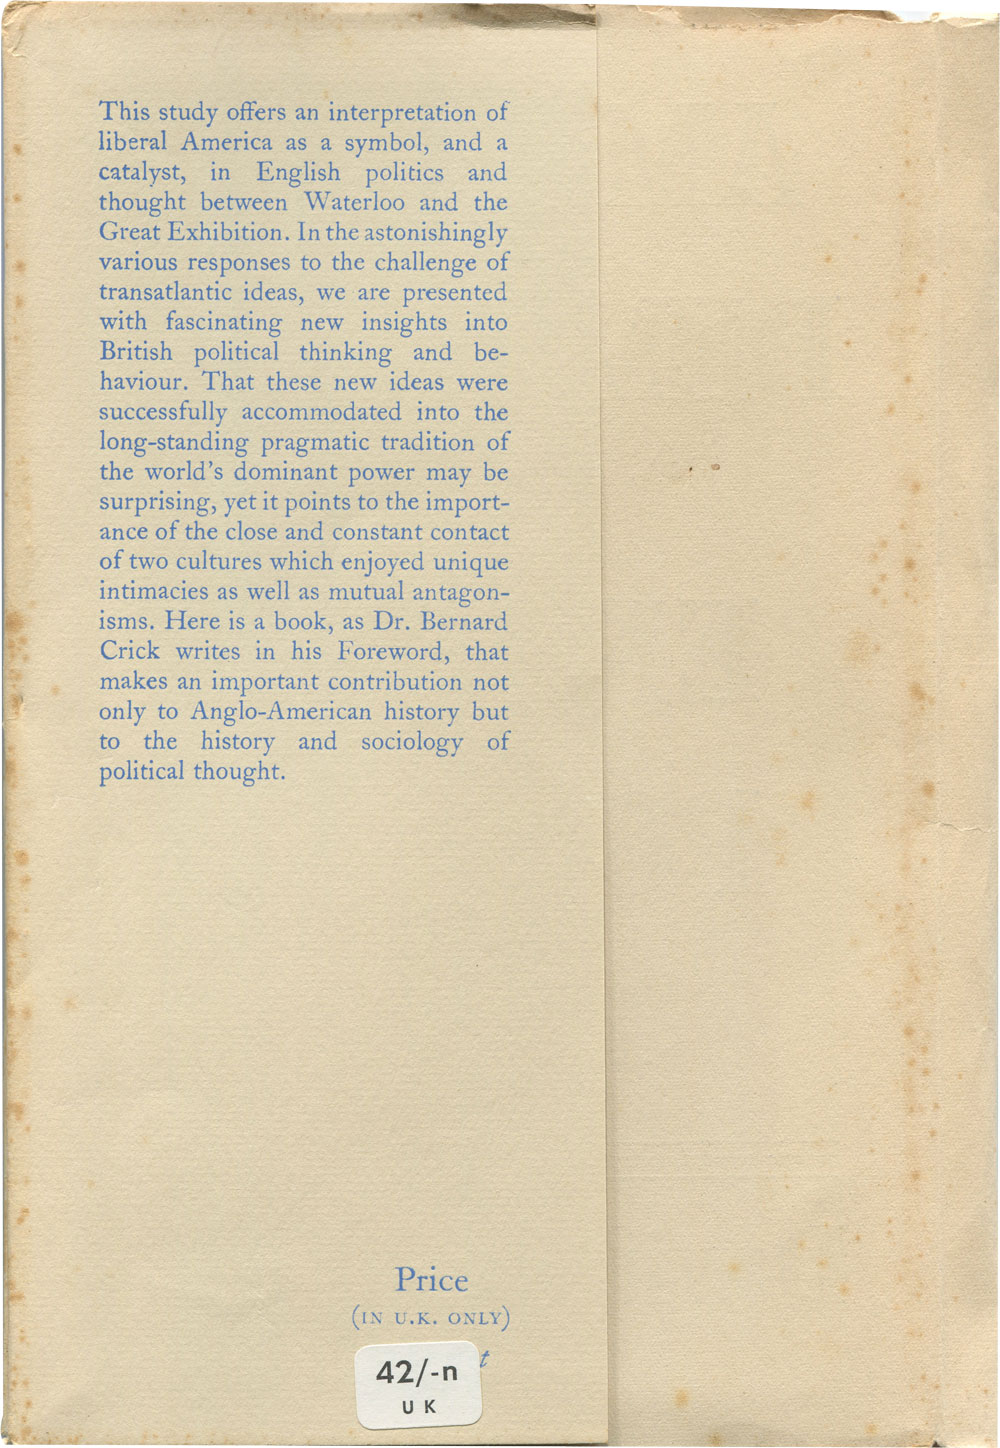 This study offers an interpretation of
liberal America as a symbol, and a
catalyst, in English politics and
thought between Waterloo and the
Great Exhibition. In the astonishingly
various responses to the challenge of
transatlantic ideas, we are presented
with fascinating new insights into
British political thinking and be-
haviour. That these new ideas were
successfully accommodated into the
long-standing pragmatic tradition of
the world's dominant power may be
surprising, yet it points to the import-
ance of the close and constant contact
of two cultures which enjoyed unique
intimacies as well as mutual antagon-
isms. Here is a book, as Dr. Bernard
Crick writes in his Foreword, that
makes an important contribution not
only to Anglo-American history but
to the history and sociology of
political thought.
Price
(IN U.K. ONLY)
t
42/-n
UK